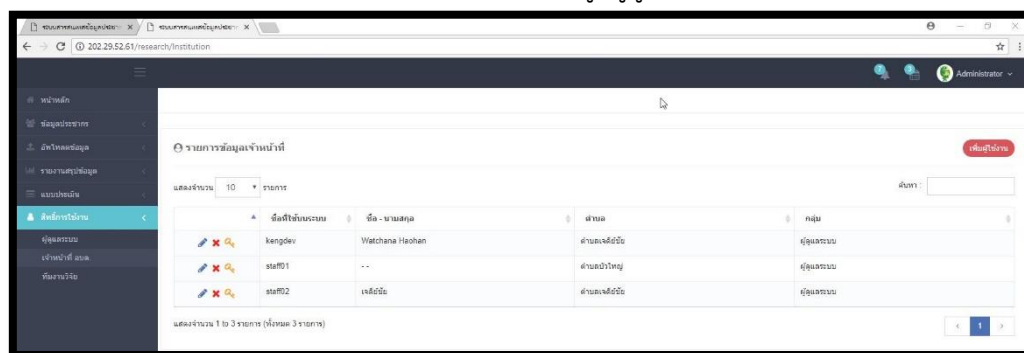 ระบบสารสนเทศข้อมูลประชา
ระบบสารสนเทศข้อมูลประชา
202.29.52.61/research/Institution
Administrator
หน้าหลัก
ข้อมูลประชากร
อัพโหลดข้อมูล
รายงานสรุปข้อมูล
แบบประเมิน
สิทธิ์การใช้งาน
ผู้ดูแลระบบ
เจ้าหน้าที่ อบต
ทีมงานวิจัย
รายการข้อมูลเจ้าหน้าที่
เพิ่มผู้ใช้งาน
แสดงจำนวน 10 รายการ
ค้นหา :
ชื่อที่ใช้บนระบบ ชื่อ - นามสกุล ตำบล กลุ่ม
kengdev Watchana Haohan ตำบลเจดีย์ชัย ผู้ดูแลระบบ
staff01 - - ตำบลบัวใหญ่ ผู้ดูแลระบบ
staff02 เจดีย์ชัย ตำบลเจดีย์ชัย ผู้ดูแลระบบ
แสดงจำนวน 1 to 3 รายการ (ทั้งหมด 3 รายการ)
1